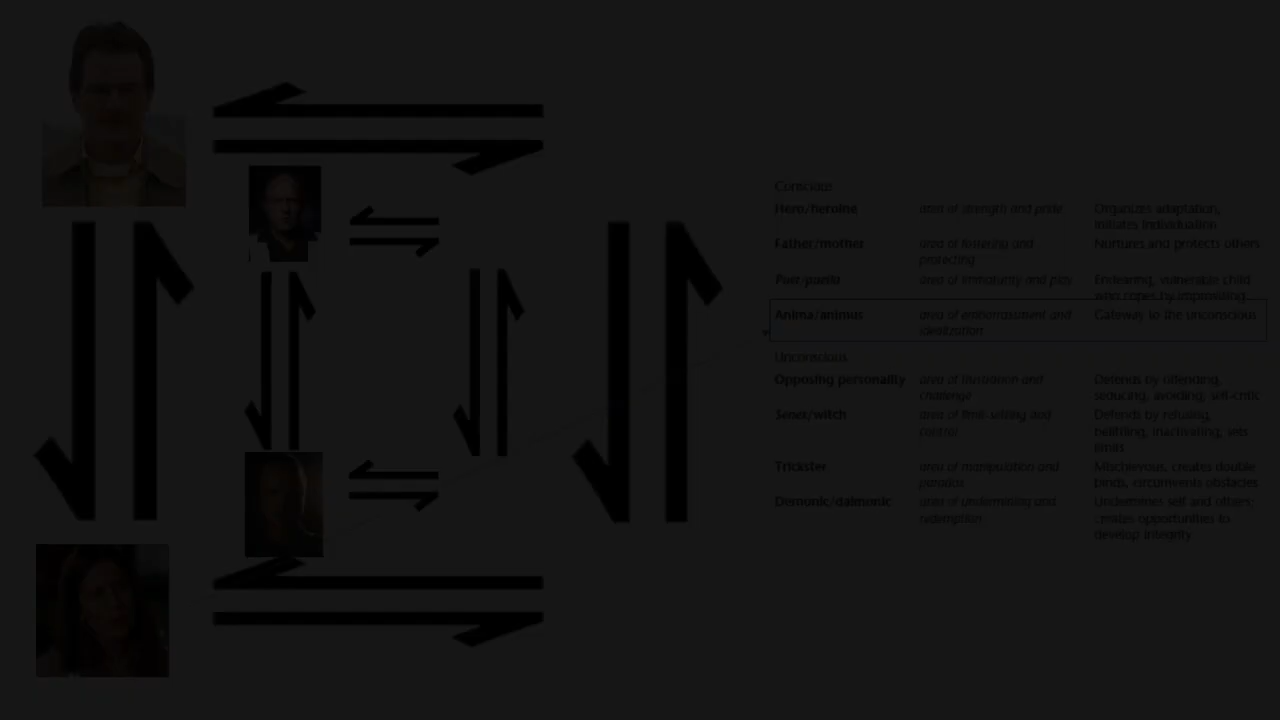 Conscious
Hero/heroine area of strength and pride Organizes adaptation,
initiates individuation
Father/mother area of fostering and Nurtures and protects others
protecting
Puer/puella area of immaturity and play Endearing, vulnerable child
who copes by improvising
Anima/animus area of embarrassment and Gateway to the unconscious
idealization
Unconscious
Opposing personality area of frustration and Defends by offending,
challenge seducing, avoiding; self-critic
Senex/witch area of limit-setting and Defends by refusing,
control belittling, inactivating, sets
limits
Trickster area of manipulation and Mischievous, creates double
paradox binds, circumvents obstacles
Demonic/daimonic area of undermining and Undermines self and others;
redemption creates opportunities to
develop integrity